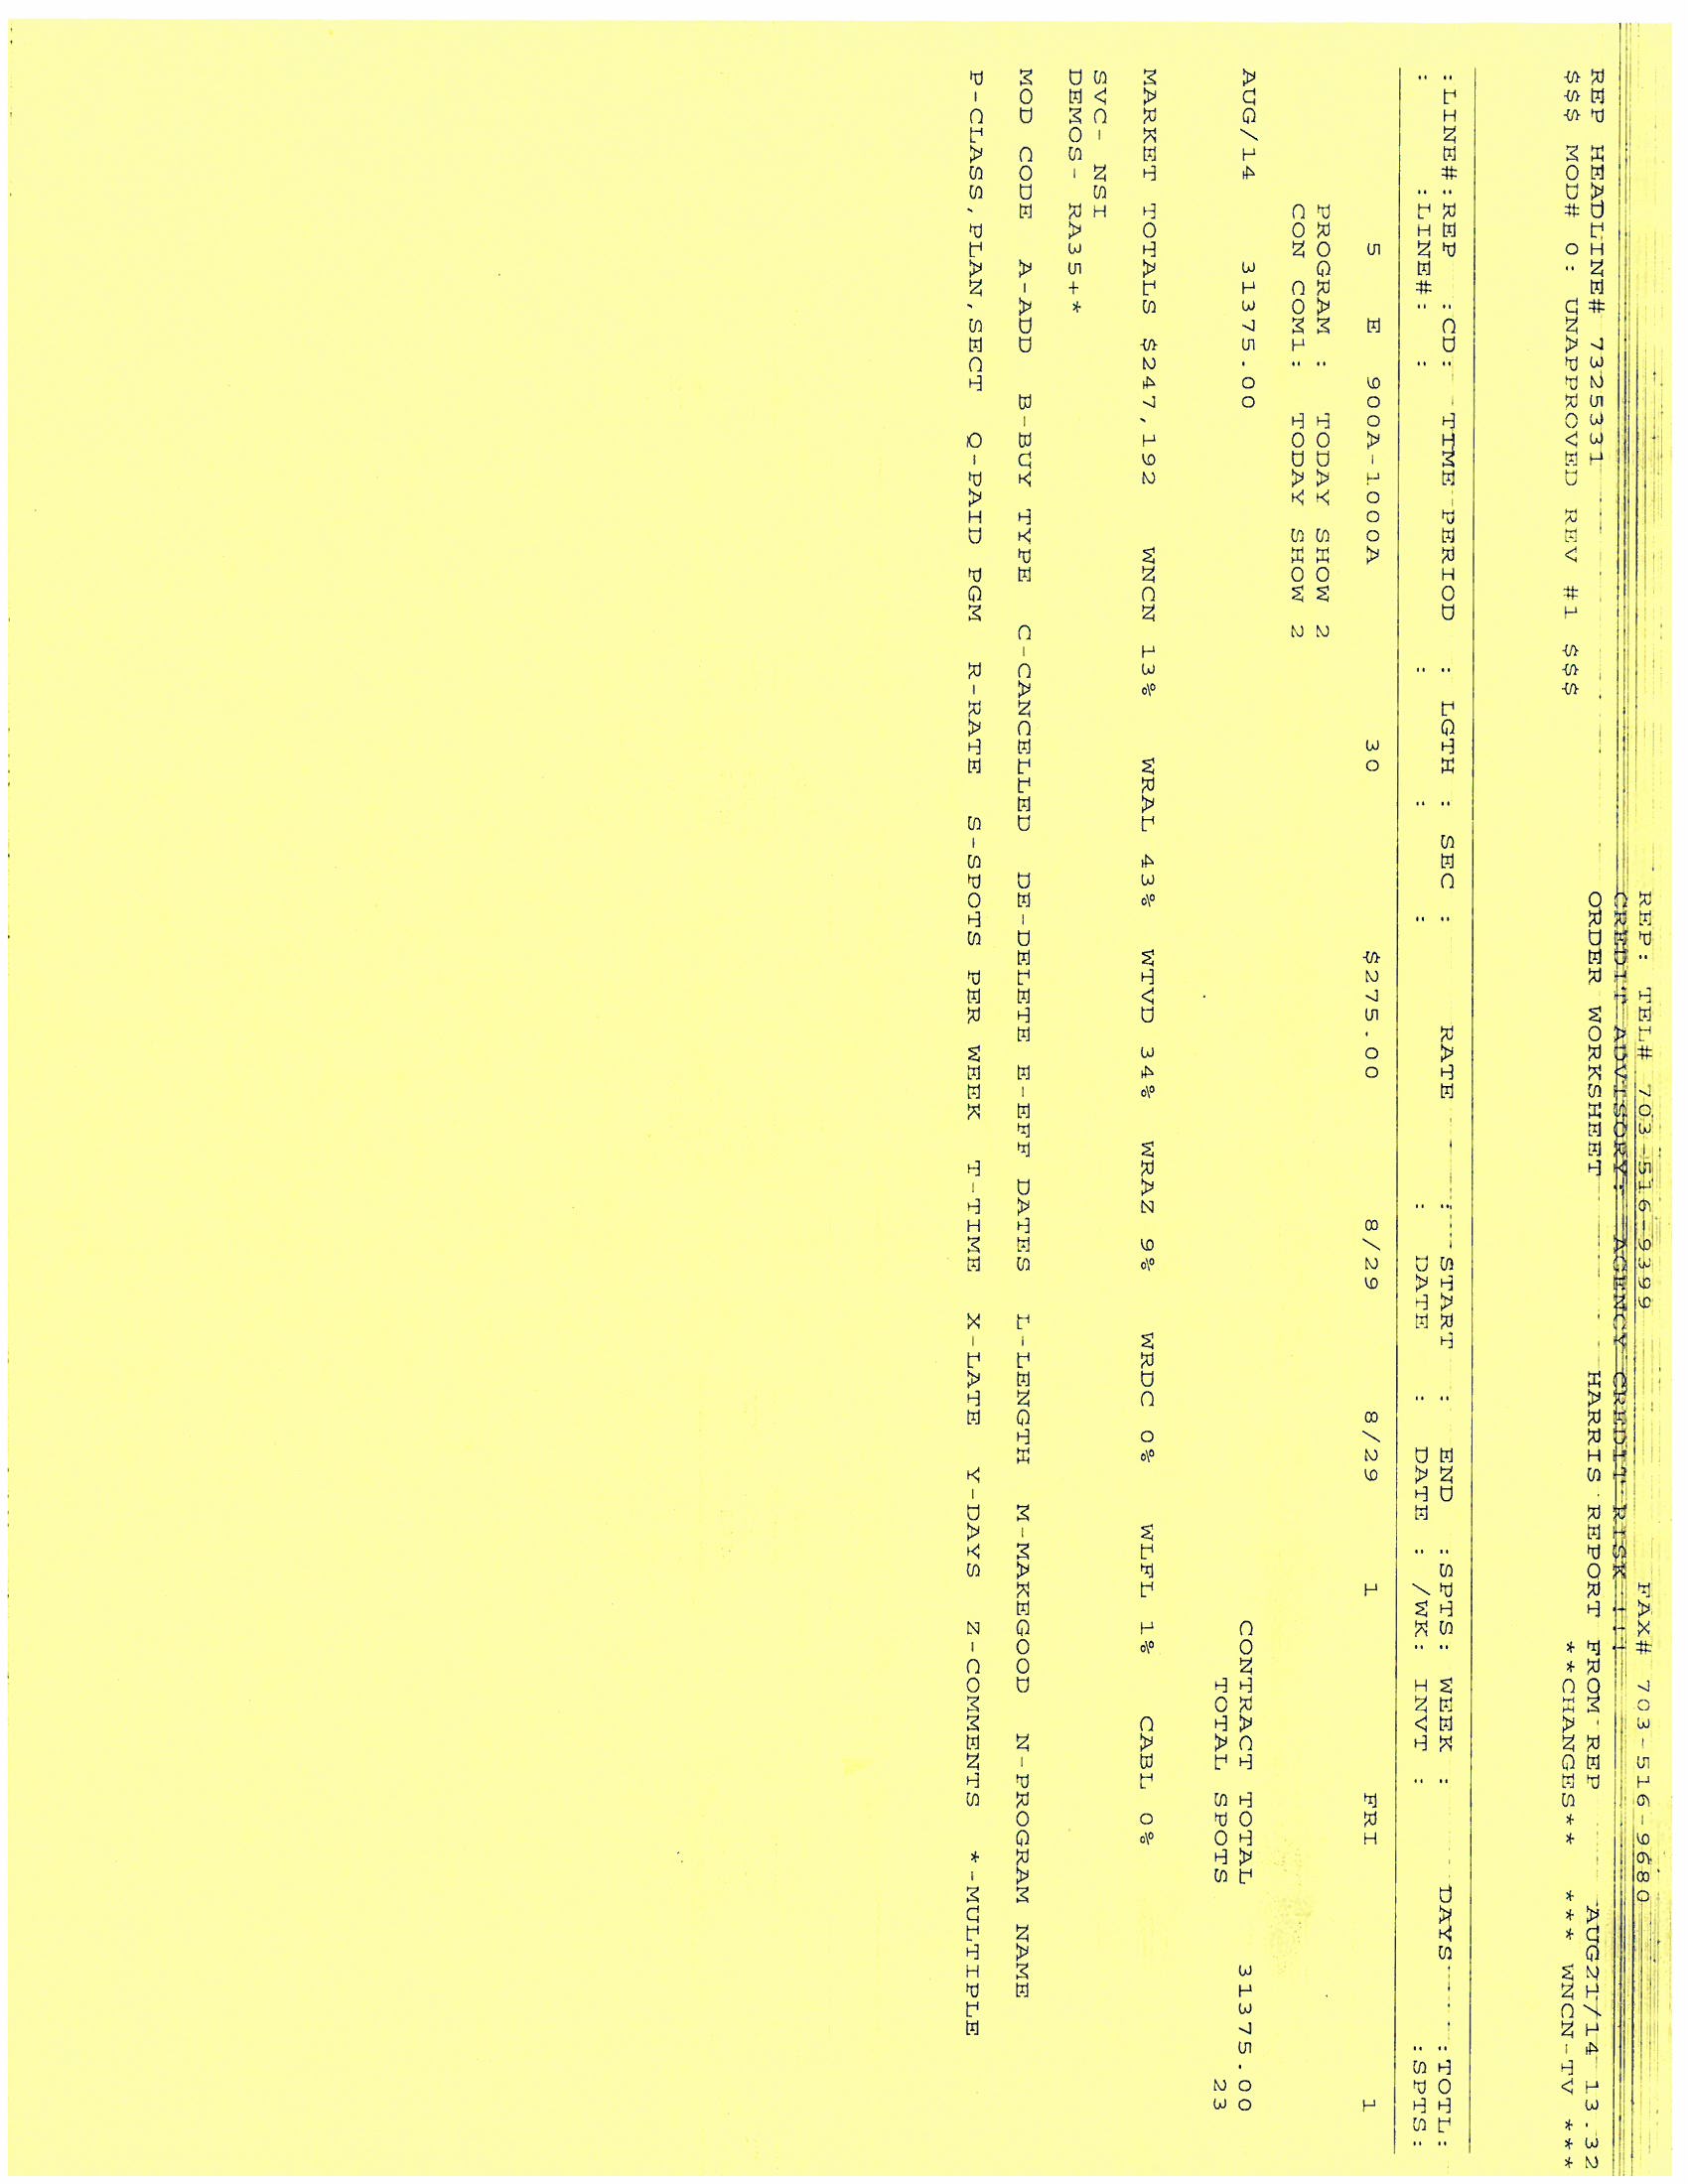 REP: TEL# 703-516-9399 FAX# 703-516-9680
CREDIT ADVISORY: AGENCY CREDIT RISK !!!
REP HEADLINE# 7325331 ORDER WORKSHEET HARRIS REPORT FROM REP AUG21/14 13.32
$$$ MOD# 0: UNAPPROVED REV #1 $$$ **CHANGES** *** WNCN-TV ***
:LINE#:REP :CD: TIME PERIOD : LGTH : SEC : RATE : START : END :SPTS: WEEK : DAYS :TOTL:
: :LINE#: : : : : : DATE : DATE : /WK: INVT : :SPTS:
5 E 900A-1000A 30 $275.00 8/29 8/29 1 FRI 1
PROGRAM : TODAY SHOW 2
CON COM1: TODAY SHOW 2
AUG/14 31375.00 CONTRACT TOTAL 31375.00
TOTAL SPOTS 23
MARKET TOTALS $247,192 WNCN 13% WRAL 43% WTVD 34% WRAZ 9% WRDC 0% WLFL 1% CABL 0%
SVC- NSI
DEMOS- RA35+*
MOD CODE A-ADD B-BUY TYPE C-CANCELLED DE-DELETE E-EFF DATES L-LENGTH M-MAKEGOOD N-PROGRAM NAME
P-CLASS,PLAN,SECT Q-PAID PGM R-RATE S-SPOTS PER WEEK T-TIME X-LATE Y-DAYS Z-COMMENTS *-MULTIPLE